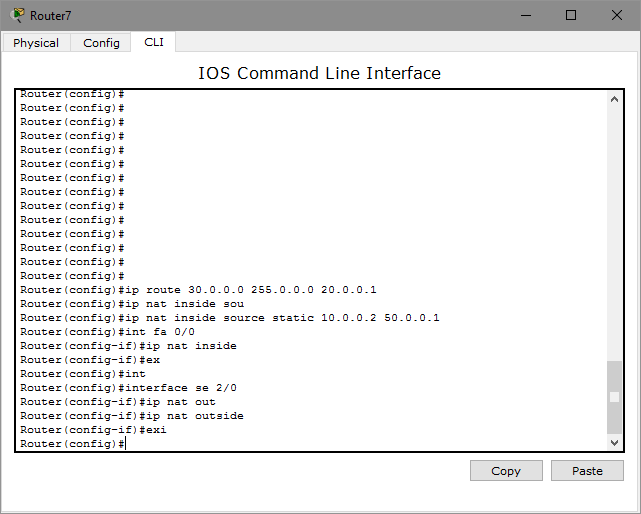 Router7
Physical Config CLI
IOS Command Line Interface
Router(config)#
Router(config)#
Router(config)#
Router(config)#
Router(config)#
Router(config)#
Router(config)#
Router(config)#
Router(config)#
Router(config)#
Router(config)#
Router(config)#
Router(config)#
Router(config)#
Router(config)#ip route 30.0.0.0 255.0.0.0 20.0.0.1
Router(config)#ip nat inside sou
Router(config)#ip nat inside source static 10.0.0.2 50.0.0.1
Router(config)#int fa 0/0
Router(config-if)#ip nat inside
Router(config-if)#ex
Router(config)#int
Router(config)#interface se 2/0
Router(config-if)#ip nat out
Router(config-if)#ip nat outside
Router(config-if)#exi
Router(config)#
Copy Paste